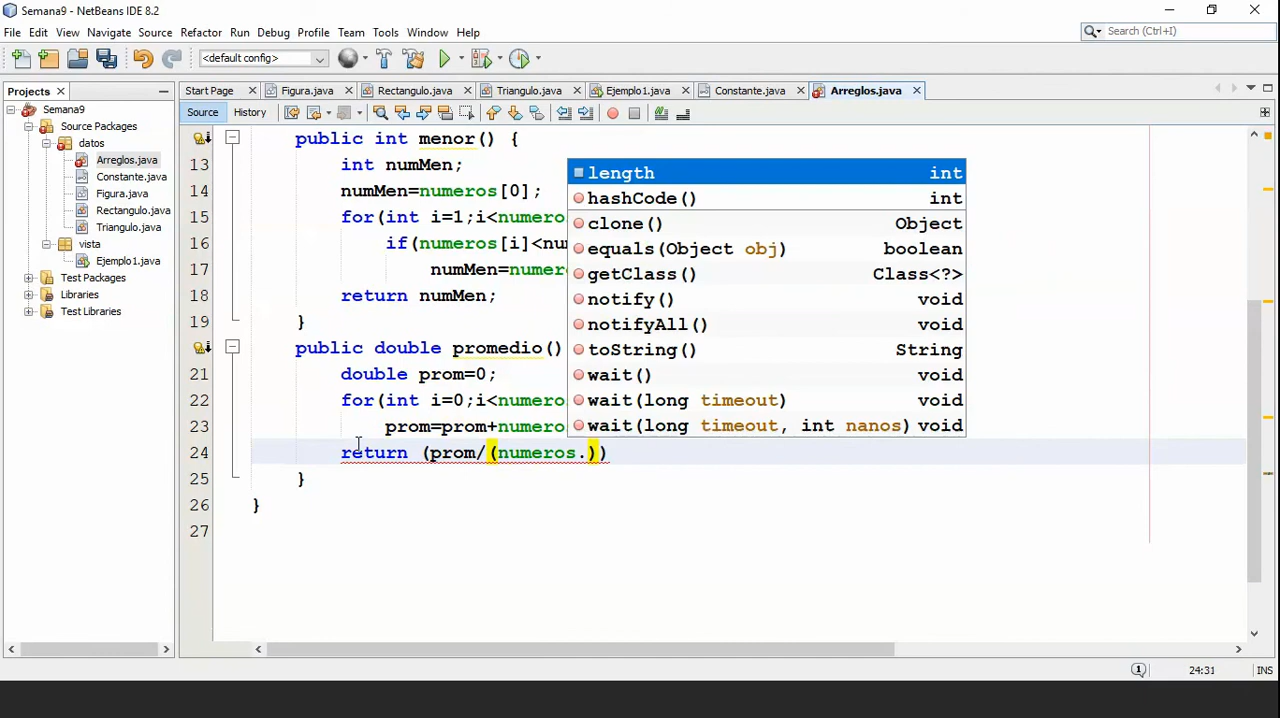 Semana9 - NetBeans IDE 8.2
File Edit View Navigate Source Refactor Run Debug Profile Team Tools Window Help
Search (Ctrl+I)
<default config>
Projects
Start Page Figura.java Rectangulo.java Triangulo.java Ejemplo1.java Constante.java Arreglos.java
Semana9
Source History
Source Packages
datos
Arreglos.java
Constante.java
Figura.java
Rectangulo.java
Triangulo.java
vista
Ejemplo1.java
Test Packages
Libraries
Test Libraries
public int menor() {
13 int numMen;
14 numMen=numeros[0];
15 for(int i=1;i<numero
16 if(numeros[i]<nu
17 numMen=numer
18 return numMen;
19 }
public double promedio()
21 double prom=0;
22 for(int i=0;i<numero
23 prom=prom+numero
24 return (prom/(numeros.))
25 }
26 }
27
length int
hashCode() int
clone() Object
equals(Object obj) boolean
getClass() Class<?>
notify() void
notifyAll() void
toString() String
wait() void
wait(long timeout) void
wait(long timeout, int nanos) void
1 24:31 INS